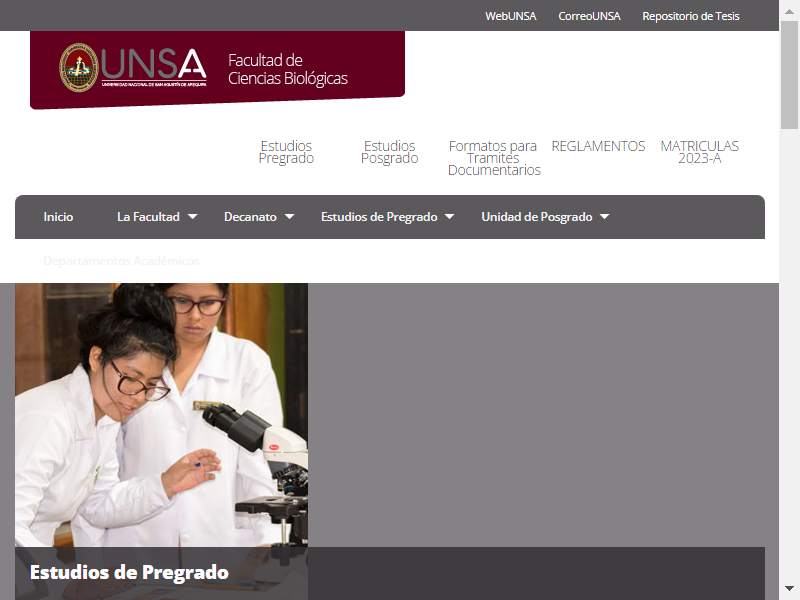 WebUNSA CorreoUNSA Repositorio de Tesis
UNSA
UNIVERSIDAD NACIONAL DE SAN AGUSTÍN DE AREQUIPA
Facultad de
Ciencias Biológicas
Estudios
Pregrado
Estudios
Posgrado
Formatos para
Tramites
Documentarios
REGLAMENTOS
MATRICULAS
2023-A
Inicio La Facultad Decanato Estudios de Pregrado Unidad de Posgrado
Departamentos Académicos
Estudios de Pregrado